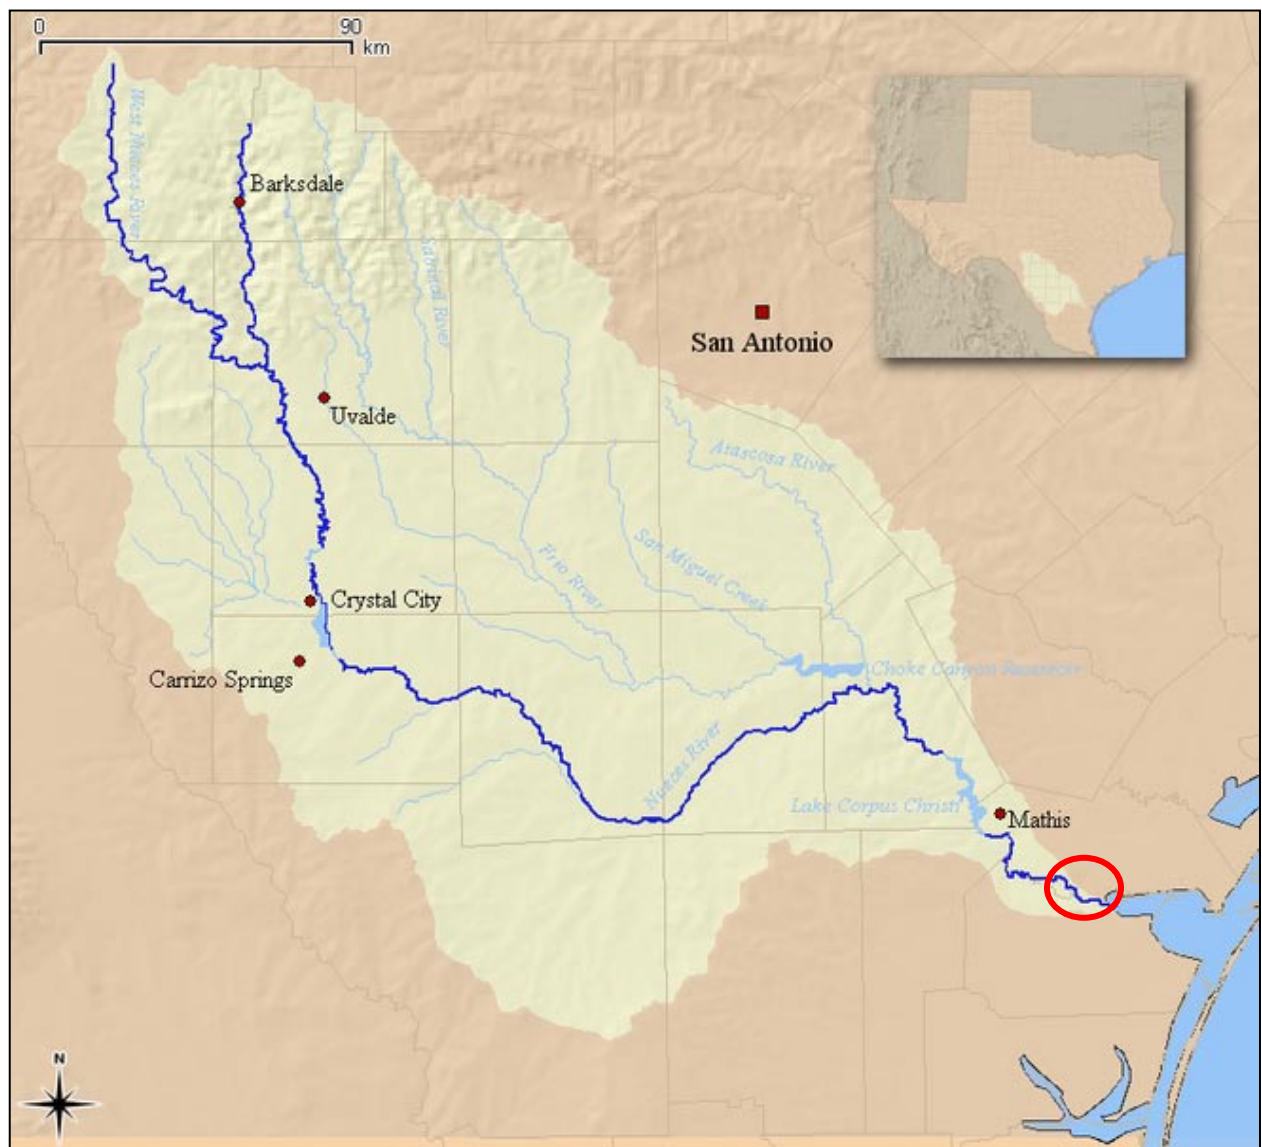 0 90
km
West Nueces River
Barksdale
Sabinal River
San Antonio
Uvalde
Atascosa River
Frio River
San Miguel Creek
Crystal City
Carrizo Springs
Choke Canyon Reservoir
Nueces River
Lake Corpus Christi
Mathis
N